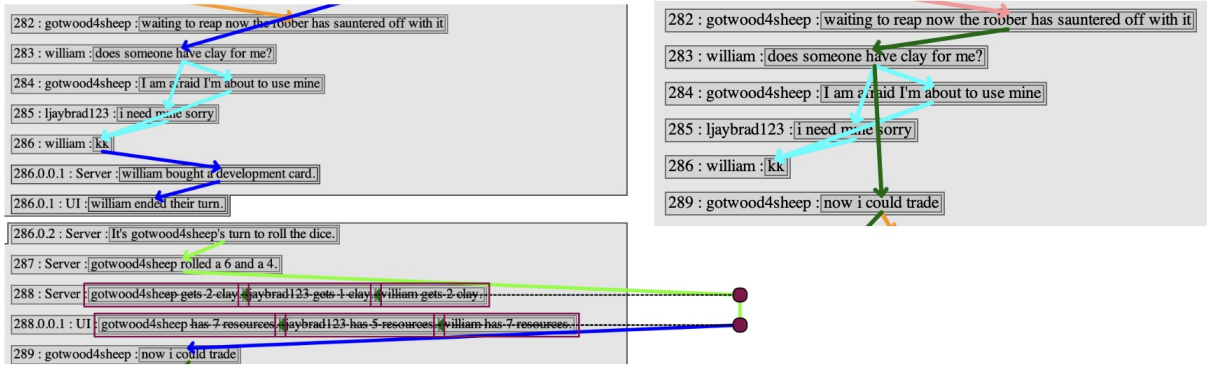 282 : gotwood4sheep : waiting to reap now the robber has sauntered off with it
283 : william : does someone have clay for me?
284 : gotwood4sheep : I am afraid I'm about to use mine
285 : ljaybrad123 : i need mine sorry
286 : william : kk
286.0.0.1 : Server : william bought a development card.
286.0.1 : UI : william ended their turn.
286.0.2 : Server : It's gotwood4sheep's turn to roll the dice.
287 : Server : gotwood4sheep rolled a 6 and a 4.
288 : Server : gotwood4sheep gets 2 clay. ljaybrad123 gets 1 clay. william gets 2 clay.
288.0.0.1 : UI : gotwood4sheep has 7 resources. ljaybrad123 has 5 resources. william has 7 resources.
289 : gotwood4sheep : now i could trade
282 : gotwood4sheep : waiting to reap now the robber has sauntered off with it
283 : william : does someone have clay for me?
284 : gotwood4sheep : I am afraid I'm about to use mine
285 : ljaybrad123 : i need mine sorry
286 : william : kk
289 : gotwood4sheep : now i could trade